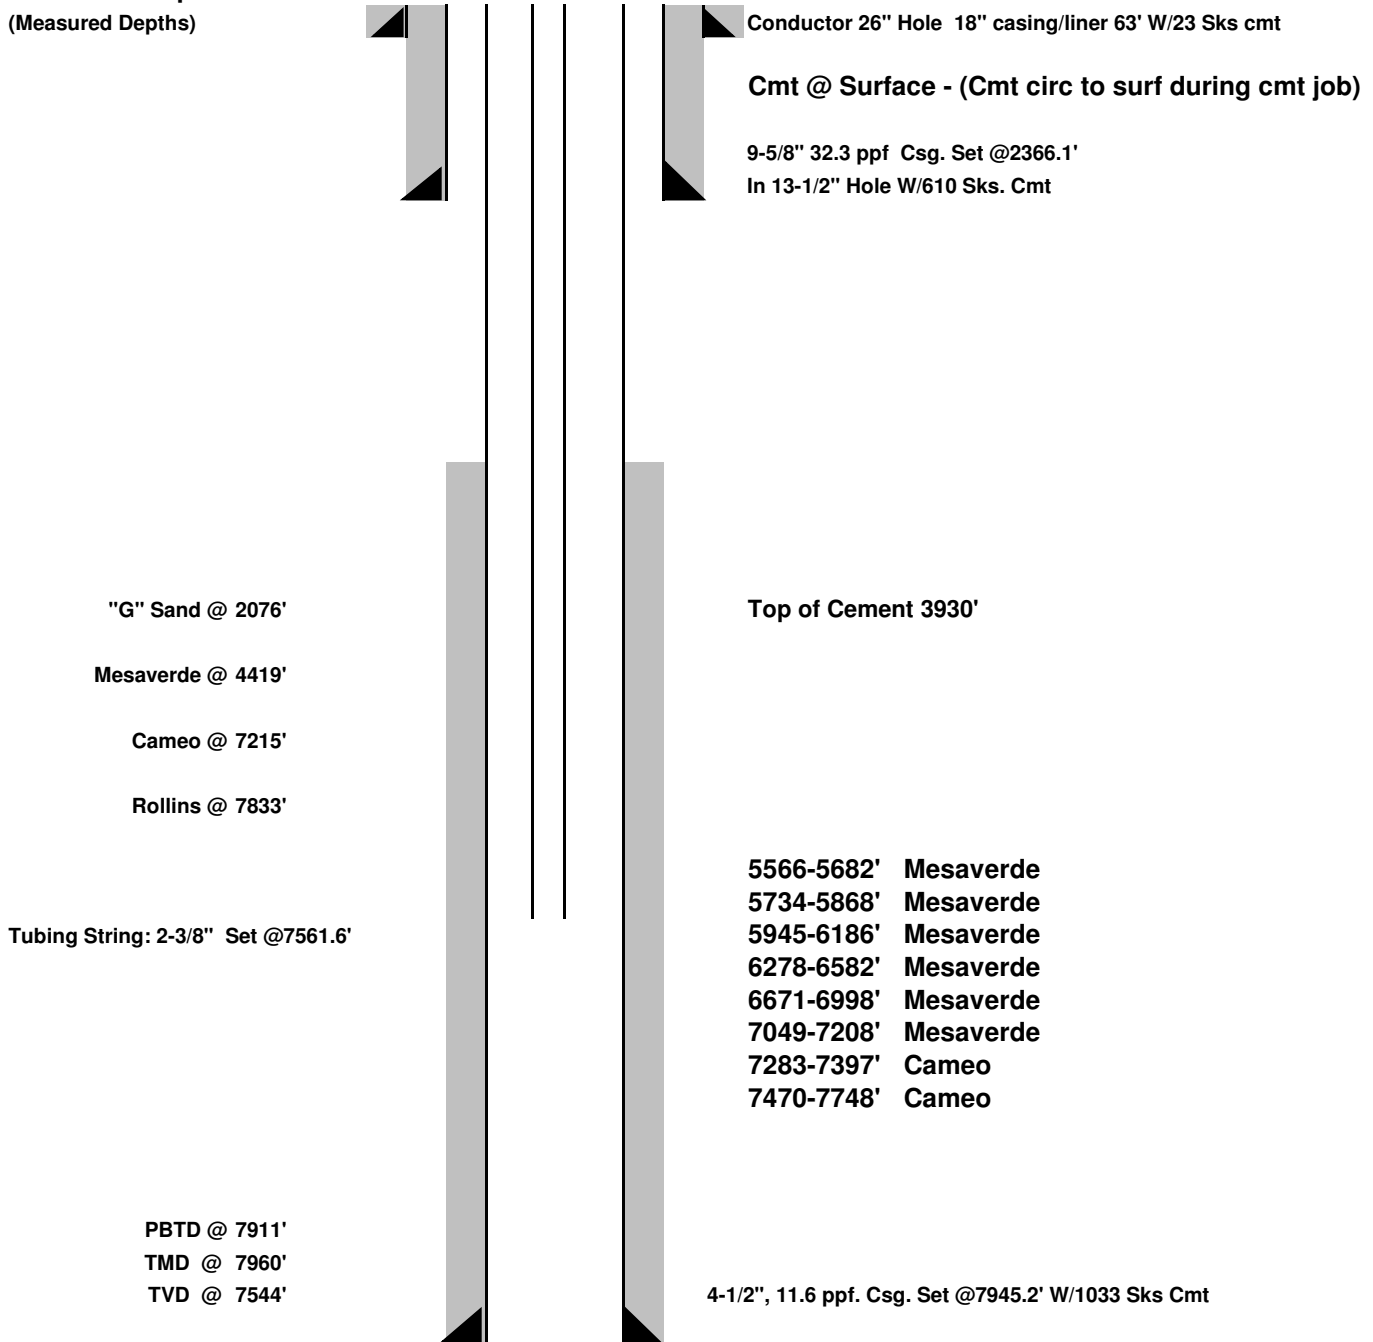 (Measured Depths)
Conductor 26" Hole 18" casing/liner 63' W/23 Sks cmt
Cmt @ Surface - (Cmt circ to surf during cmt job)
9-5/8" 32.3 ppf Csg. Set @2366.1'
In 13-1/2" Hole W/610 Sks. Cmt
"G" Sand @ 2076'
Top of Cement 3930'
Mesaverde @ 4419'
Cameo @ 7215'
Rollins @ 7833'
5566-5682' Mesaverde
5734-5868' Mesaverde
Tubing String: 2-3/8" Set @7561.6'
5945-6186' Mesaverde
6278-6582' Mesaverde
6671-6998' Mesaverde
7049-7208' Mesaverde
7283-7397' Cameo
7470-7748' Cameo
PBTD @ 7911'
TMD @ 7960'
TVD @ 7544'
4-1/2", 11.6 ppf. Csg. Set @7945.2' W/1033 Sks Cmt